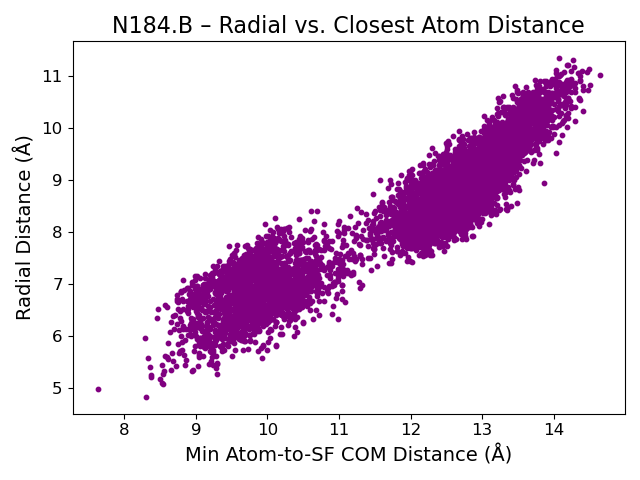 N184.B – Radial vs. Closest Atom Distance
Radial Distance (Å)
11
10
9
8
7
6
5
8 9 10 11 12 13 14
Min Atom-to-SF COM Distance (Å)